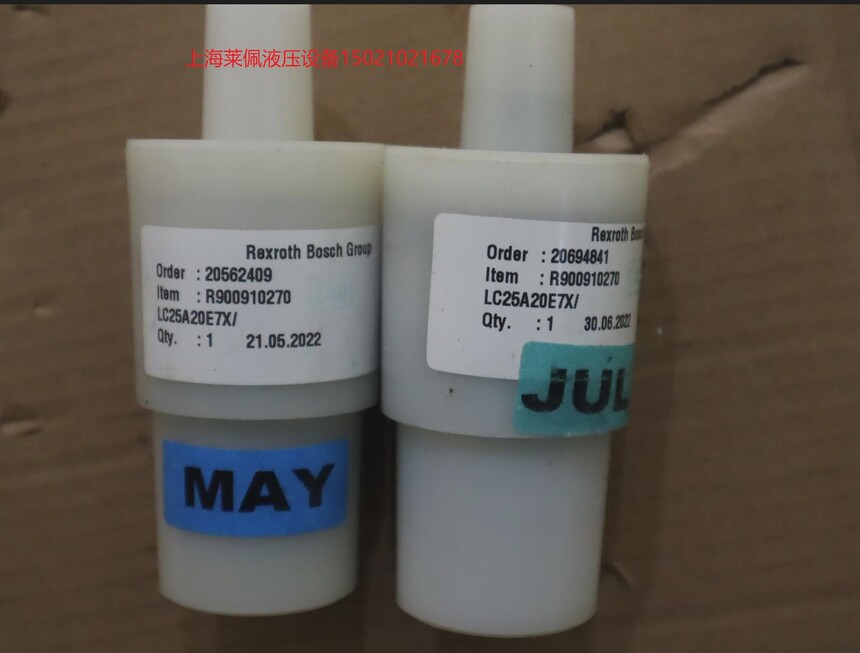 上海莱佩液压设备15021021678
Rexroth Bosch Group
Order : 20562409
Item : R900910270
LC25A20E7X/
Qty. : 1 21.05.2022
MAY
Rexroth
Order : 20694841
Item : R900910270
LC25A20E7X/
Qty. : 1 30.06.2022
JUL